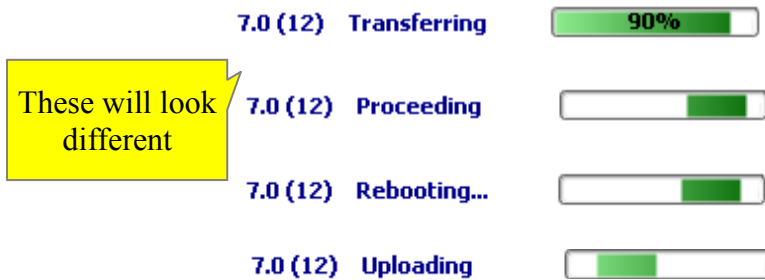 7.0 (12) Transferring 90%
These will look
different
7.0 (12) Proceeding
7.0 (12) Rebooting...
7.0 (12) Uploading